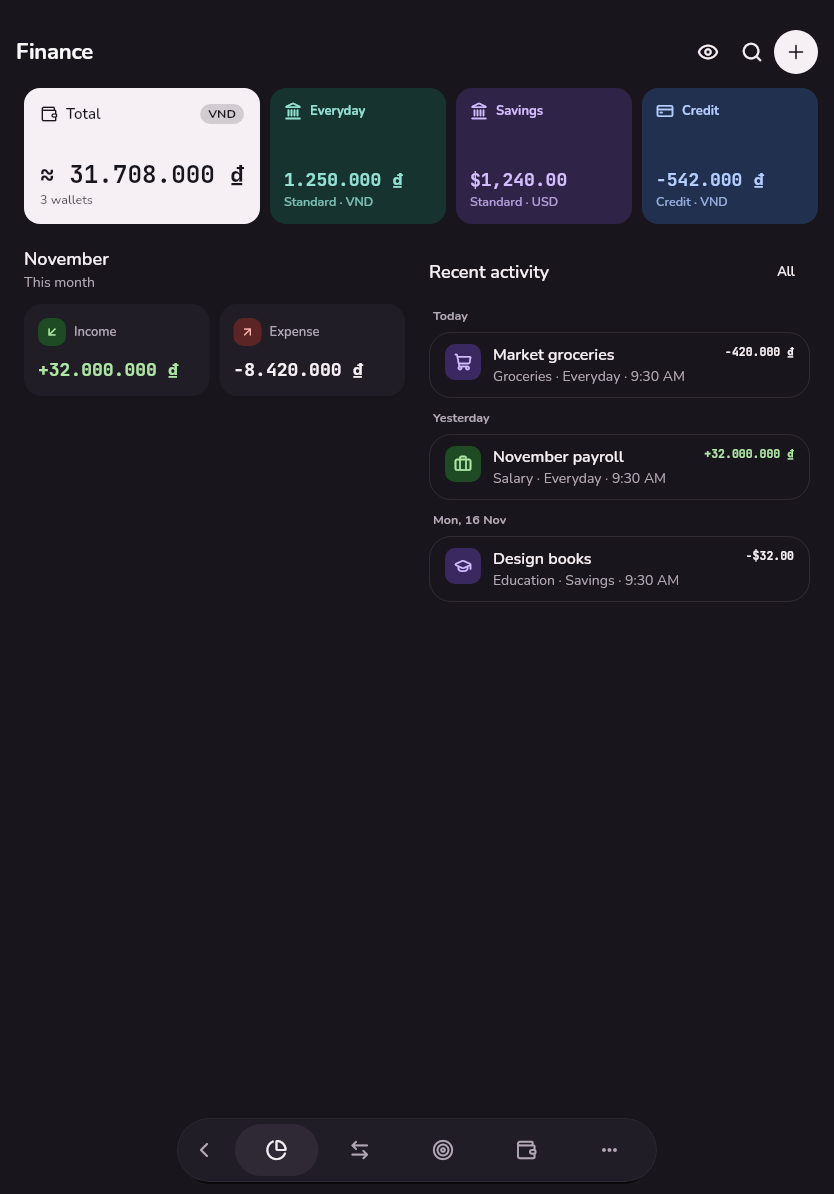 Finance
Total VND
≈ 31.708.000 ₫
3 wallets
Everyday
1.250.000 ₫
Standard · VND
Savings
$1,240.00
Standard · USD
Credit
-542.000 ₫
Credit · VND
November
This month
Income
+32.000.000 ₫
Expense
-8.420.000 ₫
Recent activity All
Today
Market groceries -420.000 ₫
Groceries · Everyday · 9:30 AM
Yesterday
November payroll +32.000.000 ₫
Salary · Everyday · 9:30 AM
Mon, 16 Nov
Design books -$32.00
Education · Savings · 9:30 AM